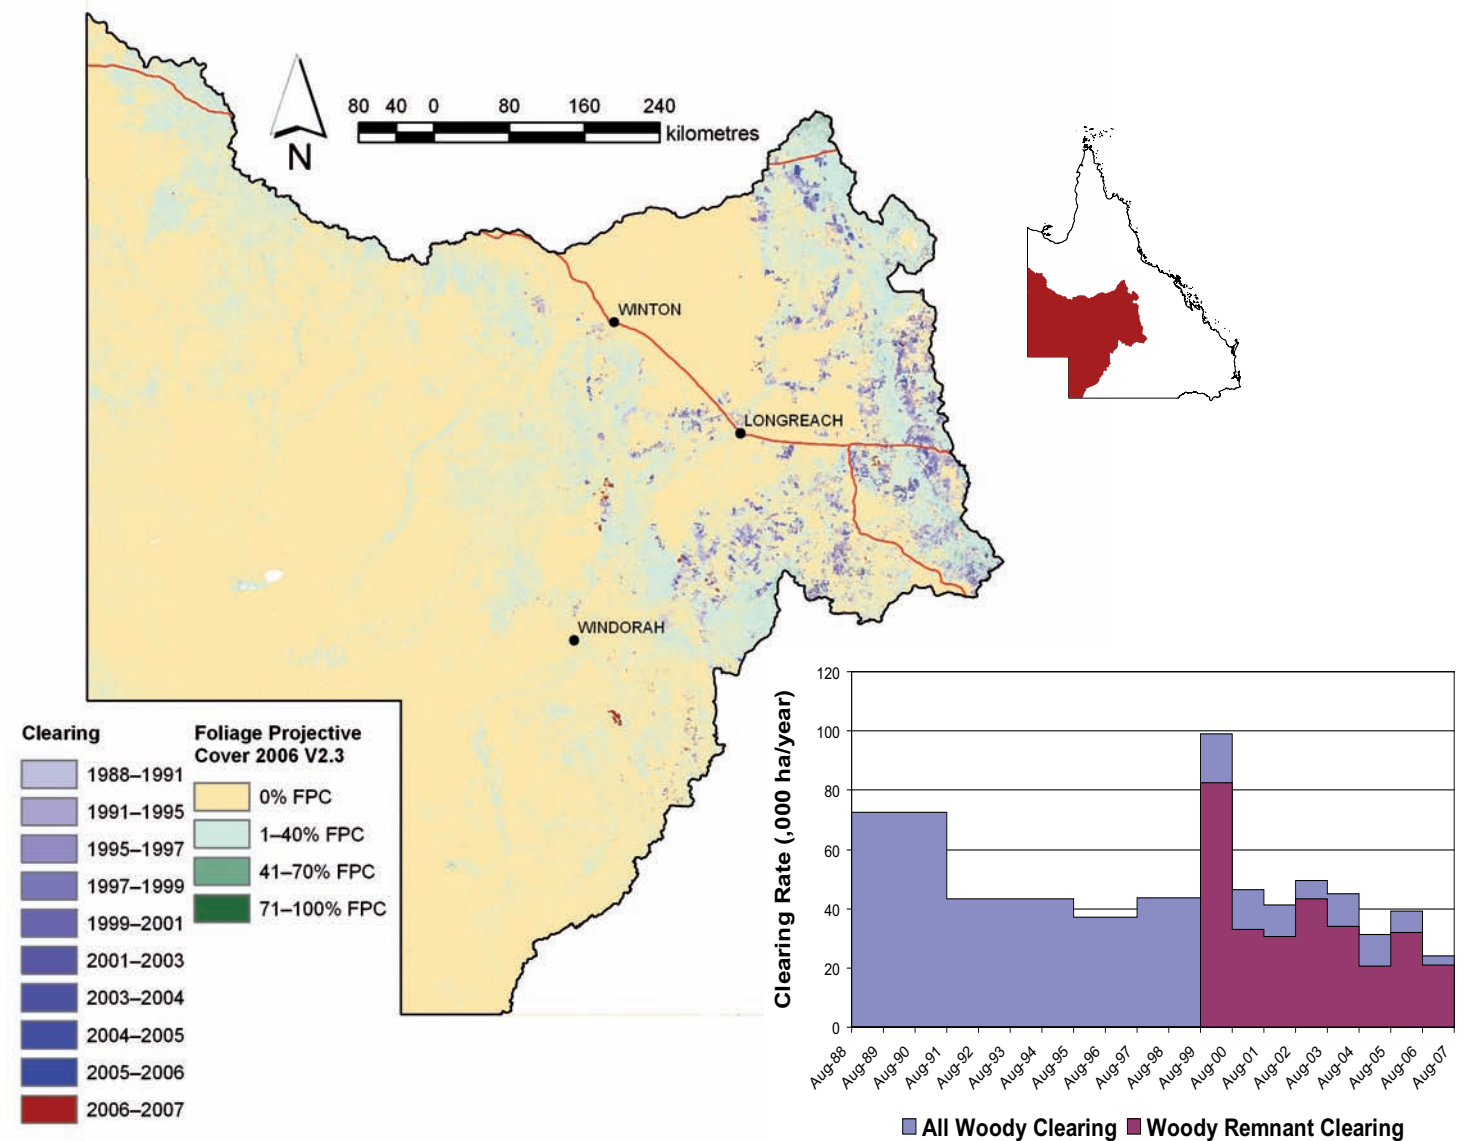 80 40 0 80 160 240
kilometres
N
WINTON
LONGREACH
WINDORAH
Clearing
1988–1991
1991–1995
1995–1997
1997–1999
1999–2001
2001–2003
2003–2004
2004–2005
2005–2006
2006–2007
Foliage Projective
Cover 2006 V2.3
0% FPC
1–40% FPC
41–70% FPC
71–100% FPC
Clearing Rate (,000 ha/year)
120
100
80
60
40
20
0
Aug-88
Aug-89
Aug-90
Aug-91
Aug-92
Aug-93
Aug-94
Aug-95
Aug-96
Aug-97
Aug-98
Aug-99
Aug-00
Aug-01
Aug-02
Aug-03
Aug-04
Aug-05
Aug-06
Aug-07
All Woody Clearing Woody Remnant Clearing